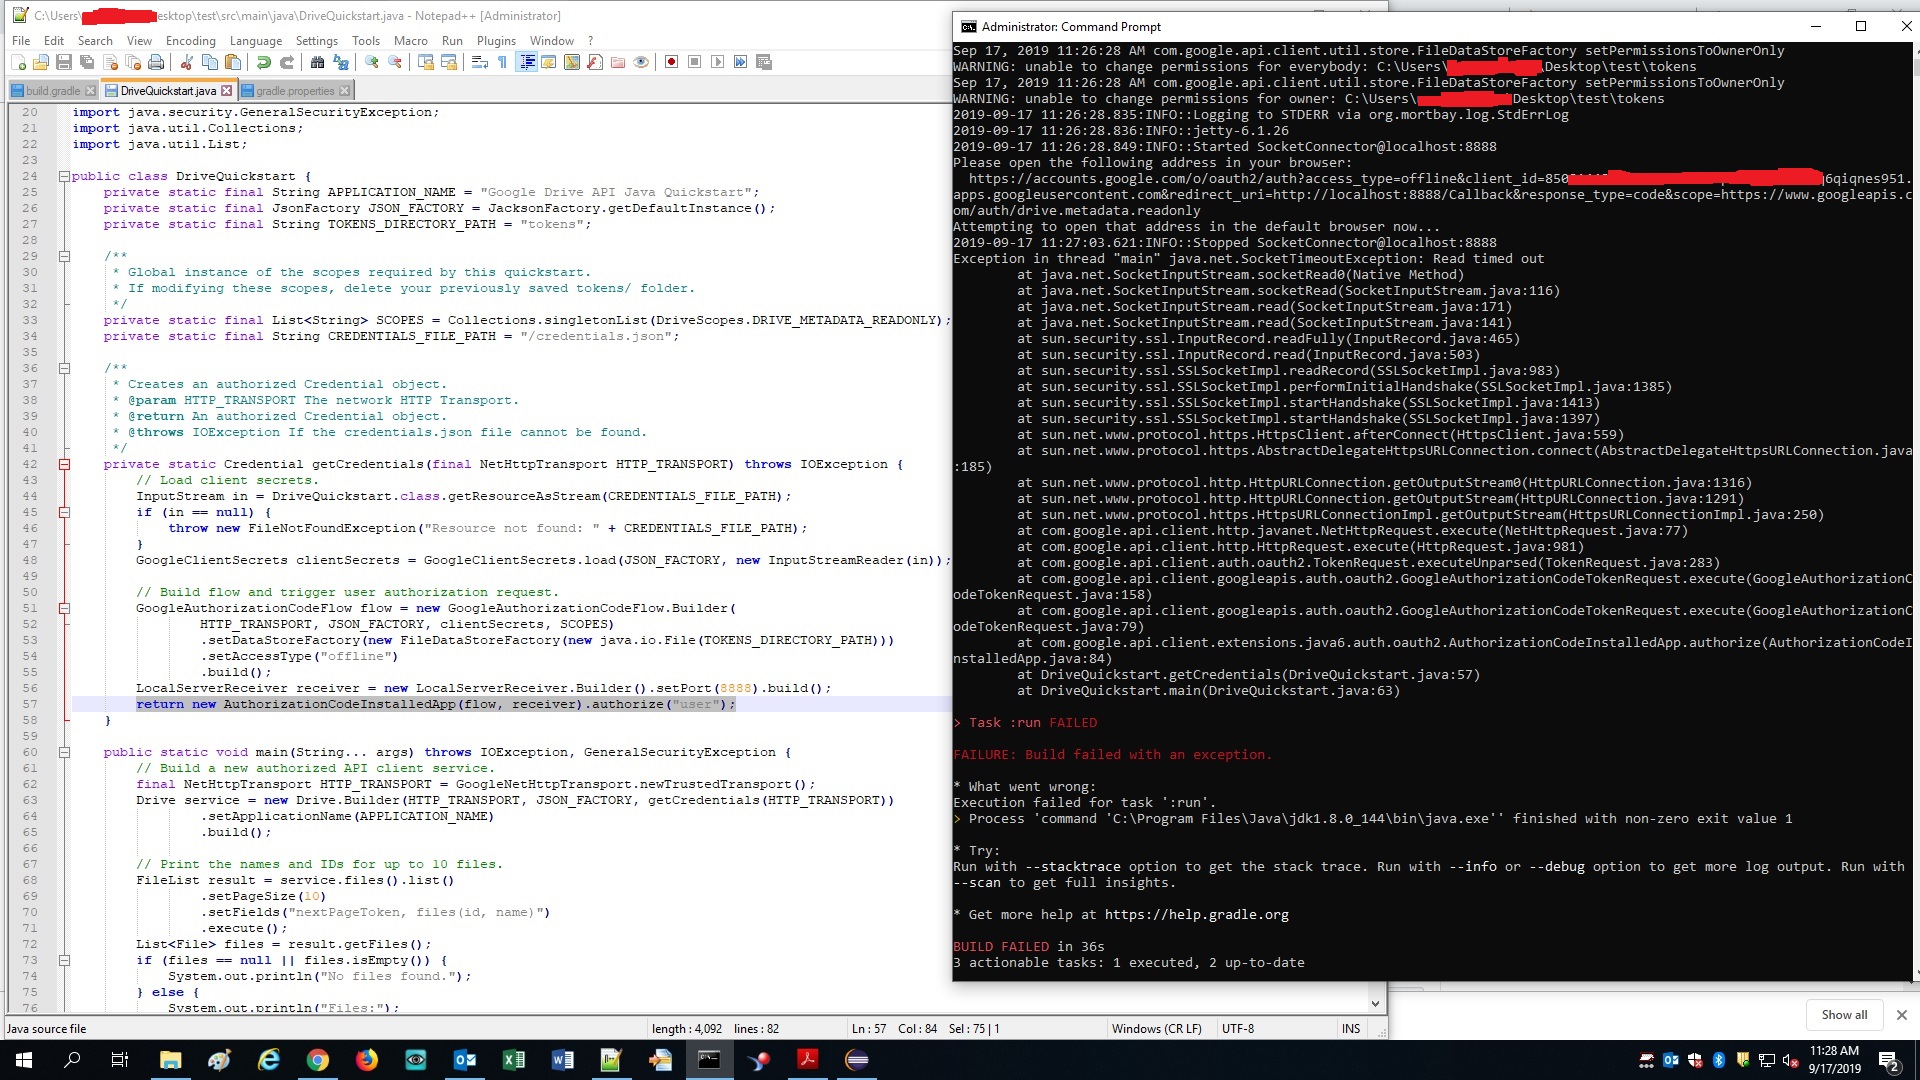 C:\Users\ esktop\test\src\main\java\DriveQuickstart.java - Notepad++ [Administrator]
File Edit Search View Encoding Language Settings Tools Macro Run Plugins Window ?
build.gradle DriveQuickstart.java gradle.properties
20 import java.security.GeneralSecurityException;
21 import java.util.Collections;
22 import java.util.List;
23
24 public class DriveQuickstart {
25 private static final String APPLICATION_NAME = "Google Drive API Java Quickstart";
26 private static final JsonFactory JSON_FACTORY = JacksonFactory.getDefaultInstance();
27 private static final String TOKENS_DIRECTORY_PATH = "tokens";
28
29 /**
30 * Global instance of the scopes required by this quickstart.
31 * If modifying these scopes, delete your previously saved tokens/ folder.
32 */
33 private static final List<String> SCOPES = Collections.singletonList(DriveScopes.DRIVE_METADATA_READONLY);
34 private static final String CREDENTIALS_FILE_PATH = "/credentials.json";
35
36 /**
37 * Creates an authorized Credential object.
38 * @param HTTP_TRANSPORT The network HTTP Transport.
39 * @return An authorized Credential object.
40 * @throws IOException If the credentials.json file cannot be found.
41 */
42 private static Credential getCredentials(final NetHttpTransport HTTP_TRANSPORT) throws IOException {
43 // Load client secrets.
44 InputStream in = DriveQuickstart.class.getResourceAsStream(CREDENTIALS_FILE_PATH);
45 if (in == null) {
46 throw new FileNotFoundException("Resource not found: " + CREDENTIALS_FILE_PATH);
47 }
48 GoogleClientSecrets clientSecrets = GoogleClientSecrets.load(JSON_FACTORY, new InputStreamReader(in));
49
50 // Build flow and trigger user authorization request.
51 GoogleAuthorizationCodeFlow flow = new GoogleAuthorizationCodeFlow.Builder(
52 HTTP_TRANSPORT, JSON_FACTORY, clientSecrets, SCOPES)
53 .setDataStoreFactory(new FileDataStoreFactory(new java.io.File(TOKENS_DIRECTORY_PATH)))
54 .setAccessType("offline")
55 .build();
56 LocalServerReceiver receiver = new LocalServerReceiver.Builder().setPort(8888).build();
57 return new AuthorizationCodeInstalledApp(flow, receiver).authorize("user");
58 }
59
60 public static void main(String... args) throws IOException, GeneralSecurityException {
61 // Build a new authorized API client service.
62 final NetHttpTransport HTTP_TRANSPORT = GoogleNetHttpTransport.newTrustedTransport();
63 Drive service = new Drive.Builder(HTTP_TRANSPORT, JSON_FACTORY, getCredentials(HTTP_TRANSPORT))
64 .setApplicationName(APPLICATION_NAME)
65 .build();
66
67 // Print the names and IDs for up to 10 files.
68 FileList result = service.files().list()
69 .setPageSize(10)
70 .setFields("nextPageToken, files(id, name)")
71 .execute();
72 List<File> files = result.getFiles();
73 if (files == null || files.isEmpty()) {
74 System.out.println("No files found.");
75 } else {
76 System.out.println("Files:");
Java source file length : 4,092 lines : 82 Ln : 57 Col : 84 Sel : 75 | 1 Windows (CR LF) UTF-8 INS
Administrator: Command Prompt
Sep 17, 2019 11:26:28 AM com.google.api.client.util.store.FileDataStoreFactory setPermissionsToOwnerOnly
WARNING: unable to change permissions for everybody: C:\Users\ Desktop\test\tokens
Sep 17, 2019 11:26:28 AM com.google.api.client.util.store.FileDataStoreFactory setPermissionsToOwnerOnly
WARNING: unable to change permissions for owner: C:\Users\ Desktop\test\tokens
2019-09-17 11:26:28.835:INFO::Logging to STDERR via org.mortbay.log.StdErrLog
2019-09-17 11:26:28.836:INFO::jetty-6.1.26
2019-09-17 11:26:28.849:INFO::Started SocketConnector@localhost:8888
Please open the following address in your browser:
https://accounts.google.com/o/oauth2/auth?access_type=offline&client_id=850 6qiqnes951.
apps.googleusercontent.com&redirect_uri=http://localhost:8888/Callback&response_type=code&scope=https://www.googleapis.c
om/auth/drive.metadata.readonly
Attempting to open that address in the default browser now...
2019-09-17 11:27:03.621:INFO::Stopped SocketConnector@localhost:8888
Exception in thread "main" java.net.SocketTimeoutException: Read timed out
at java.net.SocketInputStream.socketRead0(Native Method)
at java.net.SocketInputStream.socketRead(SocketInputStream.java:116)
at java.net.SocketInputStream.read(SocketInputStream.java:171)
at java.net.SocketInputStream.read(SocketInputStream.java:141)
at sun.security.ssl.InputRecord.readFully(InputRecord.java:465)
at sun.security.ssl.InputRecord.read(InputRecord.java:503)
at sun.security.ssl.SSLSocketImpl.readRecord(SSLSocketImpl.java:983)
at sun.security.ssl.SSLSocketImpl.performInitialHandshake(SSLSocketImpl.java:1385)
at sun.security.ssl.SSLSocketImpl.startHandshake(SSLSocketImpl.java:1413)
at sun.security.ssl.SSLSocketImpl.startHandshake(SSLSocketImpl.java:1397)
at sun.net.www.protocol.https.HttpsClient.afterConnect(HttpsClient.java:559)
at sun.net.www.protocol.https.AbstractDelegateHttpsURLConnection.connect(AbstractDelegateHttpsURLConnection.java
:185)
at sun.net.www.protocol.http.HttpURLConnection.getOutputStream0(HttpURLConnection.java:1316)
at sun.net.www.protocol.http.HttpURLConnection.getOutputStream(HttpURLConnection.java:1291)
at sun.net.www.protocol.https.HttpsURLConnectionImpl.getOutputStream(HttpsURLConnectionImpl.java:250)
at com.google.api.client.http.javanet.NetHttpRequest.execute(NetHttpRequest.java:77)
at com.google.api.client.http.HttpRequest.execute(HttpRequest.java:981)
at com.google.api.client.auth.oauth2.TokenRequest.executeUnparsed(TokenRequest.java:283)
at com.google.api.client.googleapis.auth.oauth2.GoogleAuthorizationCodeTokenRequest.execute(GoogleAuthorizationC
odeTokenRequest.java:158)
at com.google.api.client.googleapis.auth.oauth2.GoogleAuthorizationCodeTokenRequest.execute(GoogleAuthorizationC
odeTokenRequest.java:79)
at com.google.api.client.extensions.java6.auth.oauth2.AuthorizationCodeInstalledApp.authorize(AuthorizationCodeI
nstalledApp.java:84)
at DriveQuickstart.getCredentials(DriveQuickstart.java:57)
at DriveQuickstart.main(DriveQuickstart.java:63)
> Task :run FAILED
FAILURE: Build failed with an exception.
* What went wrong:
Execution failed for task ':run'.
> Process 'command 'C:\Program Files\Java\jdk1.8.0_144\bin\java.exe'' finished with non-zero exit value 1
* Try:
Run with --stacktrace option to get the stack trace. Run with --info or --debug option to get more log output. Run with
--scan to get full insights.
* Get more help at https://help.gradle.org
BUILD FAILED in 36s
3 actionable tasks: 1 executed, 2 up-to-date
Show all
11:28 AM
9/17/2019
2